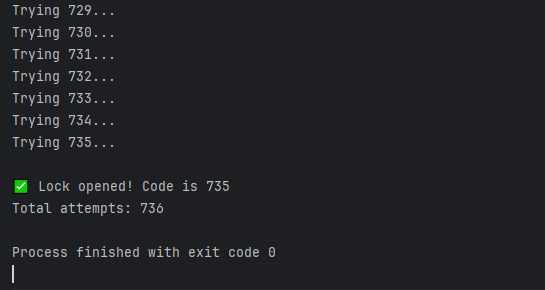 Trying 729...
Trying 730...
Trying 731...
Trying 732...
Trying 733...
Trying 734...
Trying 735...
✅ Lock opened! Code is 735
Total attempts: 736
Process finished with exit code 0